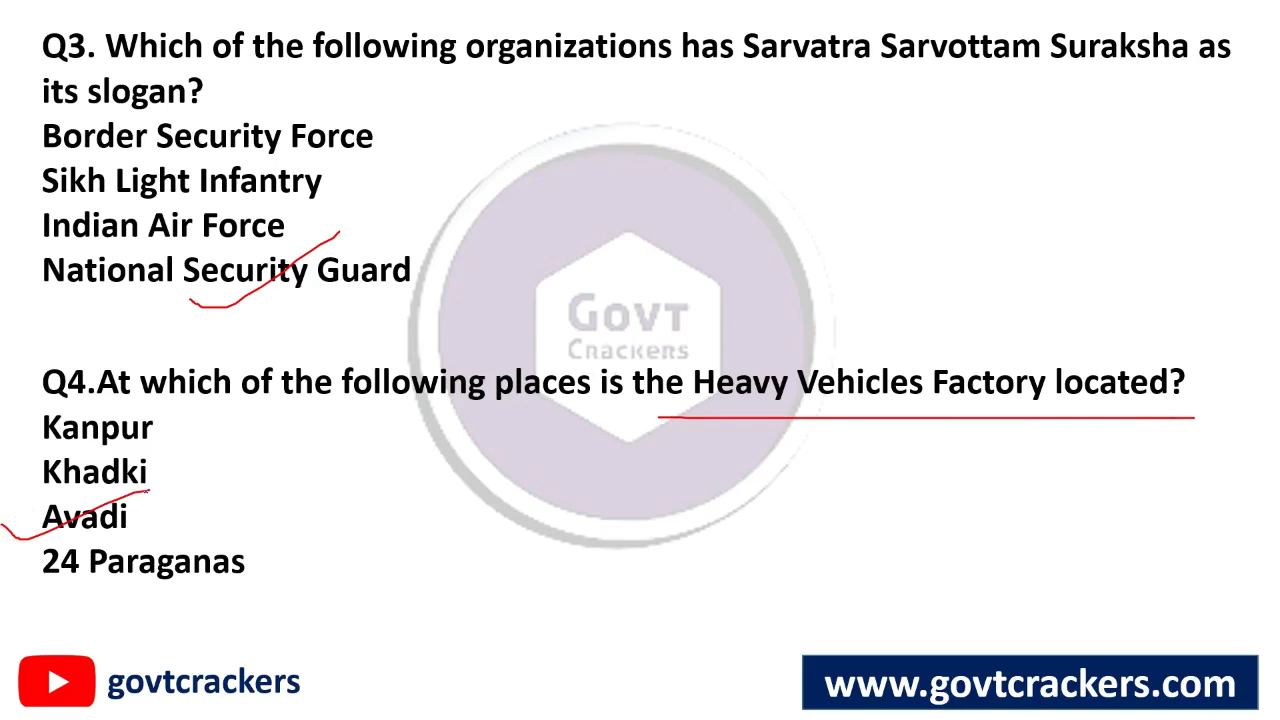 Q3. Which of the following organizations has Sarvatra Sarvottam Suraksha as
its slogan?
Border Security Force
Sikh Light Infantry
Indian Air Force
National Security Guard
GOVT
CRACKERS
Q4.At which of the following places is the Heavy Vehicles Factory located?
Kanpur
Khadki
Avadi
24 Paraganas
govtcrackers
www.govtcrackers.com